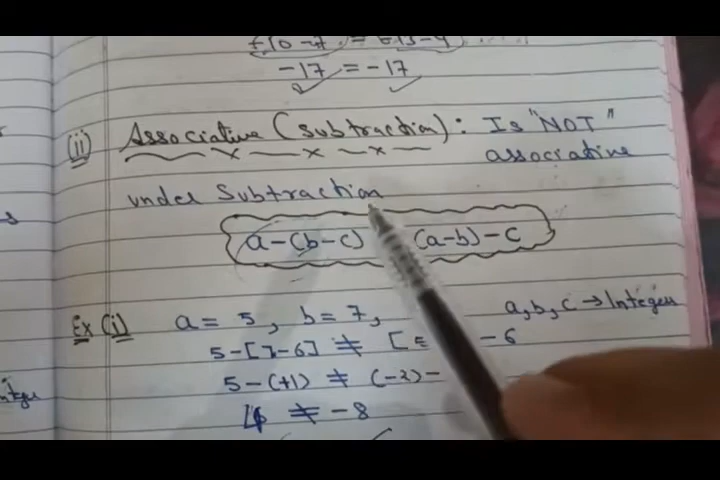 -17 = -17
(ii) Associative (Subtraction): Is "NOT"
associative
under Subtraction
a-(b-c) (a-b)-c
Ex (i) a = 5, b = 7,
a, b, c → Integers
5-[7-6] ≠ [5 -6
5-(+1) ≠ (-2)-
4 ≠ -8